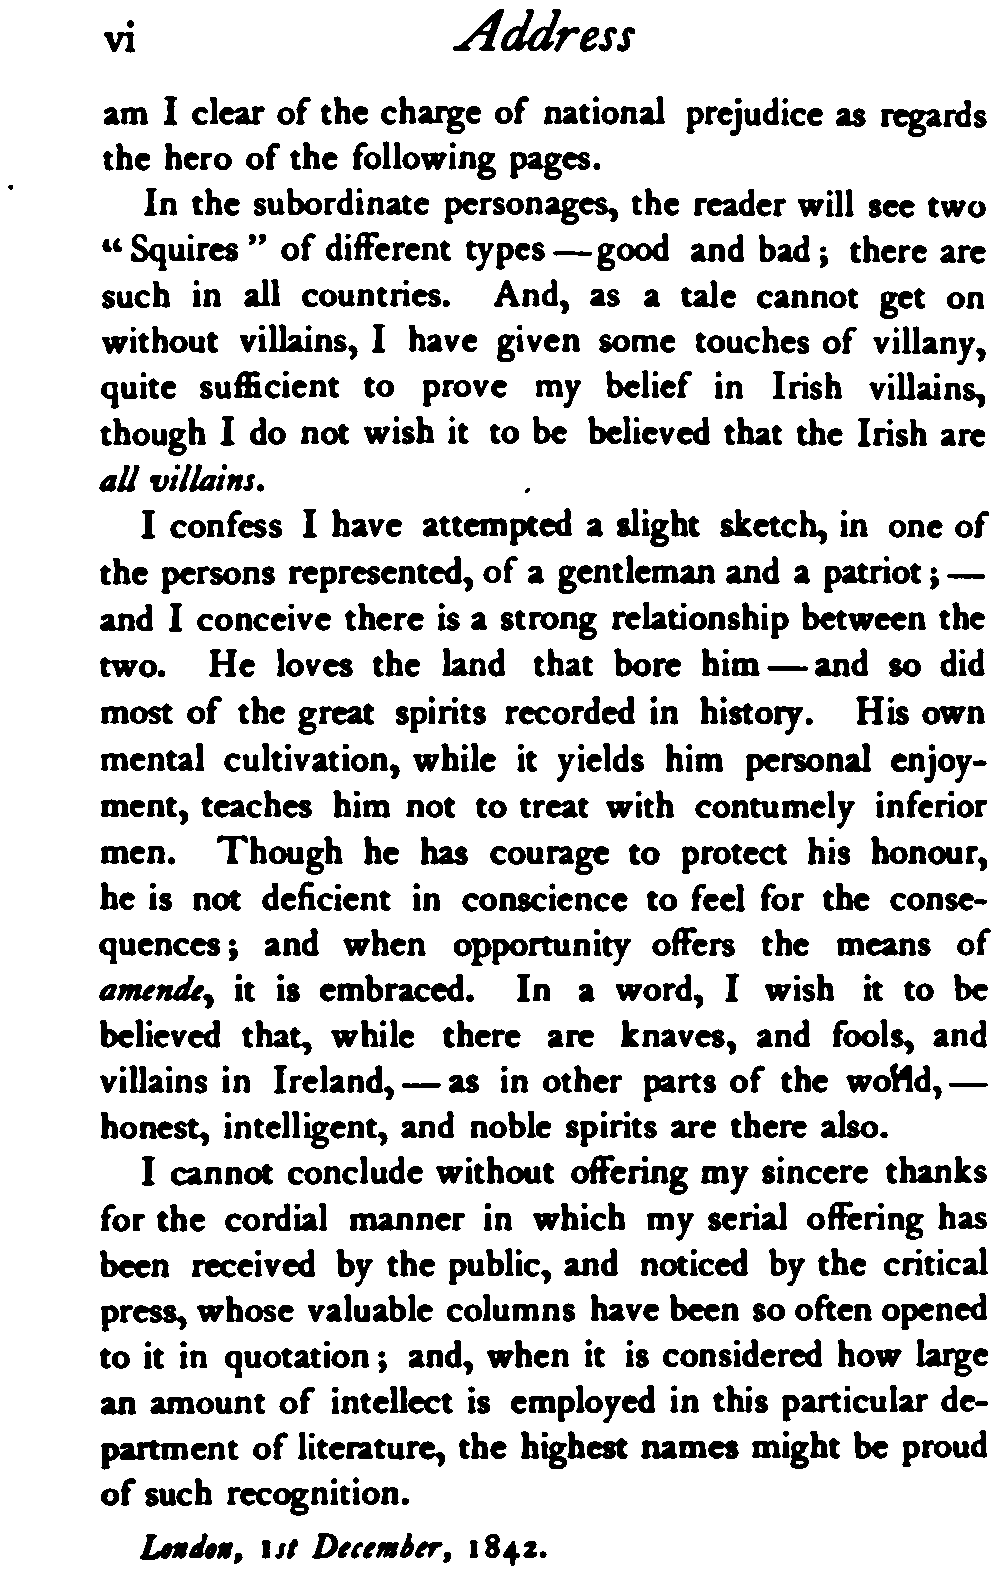 vi Address
am I clear of the charge of national prejudice as regards
the hero of the following pages.
In the subordinate personages, the reader will see two
“Squires” of different types — good and bad; there are
such in all countries. And, as a tale cannot get on
without villains, I have given some touches of villany,
quite sufficient to prove my belief in Irish villains,
though I do not wish it to be believed that the Irish are
all villains.
I confess I have attempted a slight sketch, in one of
the persons represented, of a gentleman and a patriot; —
and I conceive there is a strong relationship between the
two. He loves the land that bore him — and so did
most of the great spirits recorded in history. His own
mental cultivation, while it yields him personal enjoy-
ment, teaches him not to treat with contumely inferior
men. Though he has courage to protect his honour,
he is not deficient in conscience to feel for the conse-
quences; and when opportunity offers the means of
amende, it is embraced. In a word, I wish it to be
believed that, while there are knaves, and fools, and
villains in Ireland, — as in other parts of the world, —
honest, intelligent, and noble spirits are there also.
I cannot conclude without offering my sincere thanks
for the cordial manner in which my serial offering has
been received by the public, and noticed by the critical
press, whose valuable columns have been so often opened
to it in quotation; and, when it is considered how large
an amount of intellect is employed in this particular de-
partment of literature, the highest names might be proud
of such recognition.
London, 1st December, 1842.